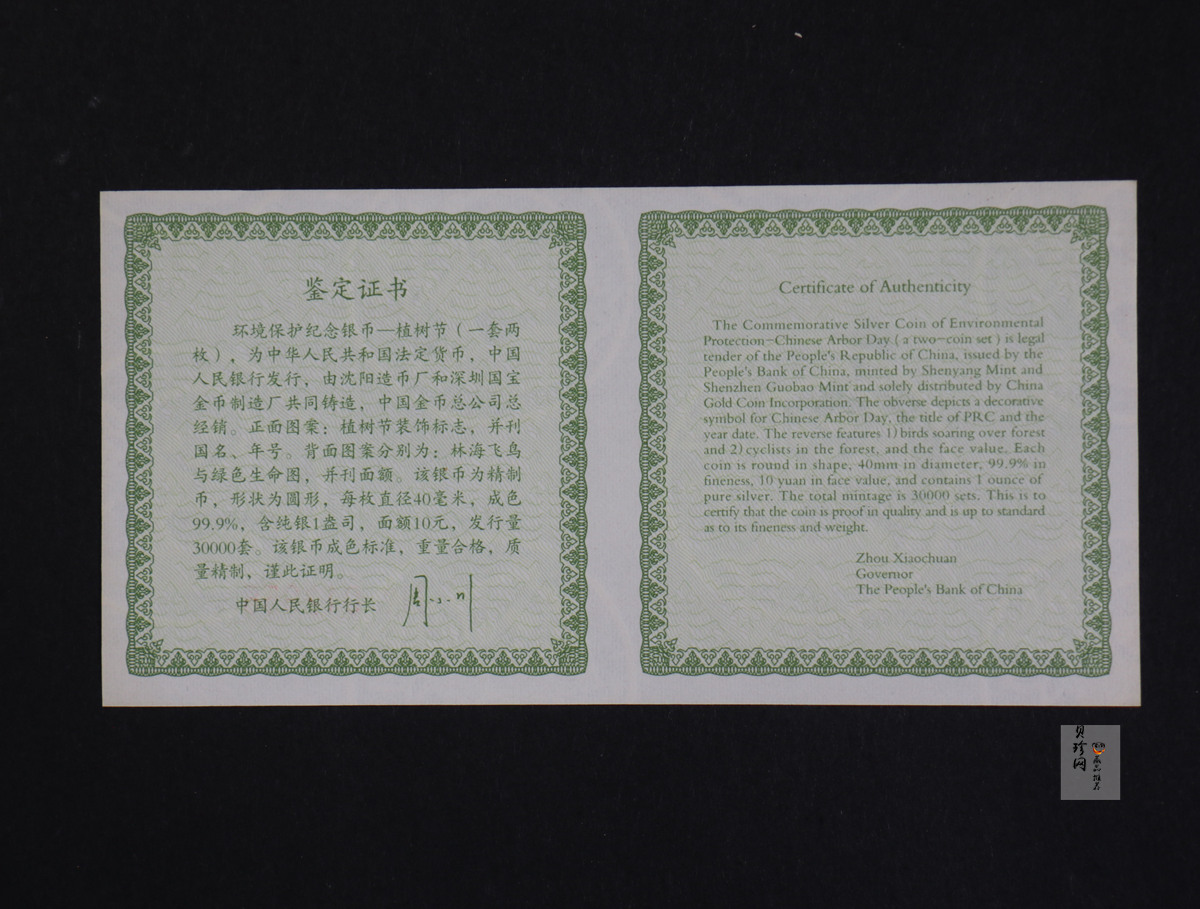 鉴定证书
环境保护纪念银币—植树节（一套两
枚），为中华人民共和国法定货币，中国
人民银行发行，由沈阳造币厂和深圳国宝
金币制造厂共同铸造，中国金币总公司总
经销。正面图案：植树节装饰标志，并刊
国名、年号。背面图案分别为：林海飞鸟
与绿色生命图，并刊面额。该银币为精制
币，形状为圆形，每枚直径40毫米，成色
99.9%，含纯银1盎司，面额10元，发行量
30000套。该银币成色标准，重量合格，质
量精制、谨此证明。
中国人民银行行长
Certificate of Authenticity
The Commemorative Silver Coin of Environmental
Protection-Chinese Arbor Day ( a two-coin set ) is legal
tender of the People's Republic of China, issued by the
People's Bank of China, minted by Shenyang Mint and
Shenzhen Guobao Mint and solely distributed by China
Gold Coin Incorporation. The obverse depicts a decorative
symbol for Chinese Arbor Day, the title of PRC and the
year date. The reverse features 1) birds soaring over forest
and 2) cyclists in the forest, and the face value. Each
coin is round in shape, 40mm in diameter, 99.9% in
fineness, 10 yuan in face value, and contains 1 ounce of
pure silver. The total mintage is 30000 sets. This is to
certify that the coin is proof in quality and is up to standard
as to its fineness and weight.
Zhou Xiaochuan
Governor
The People's Bank of China
贝珍网